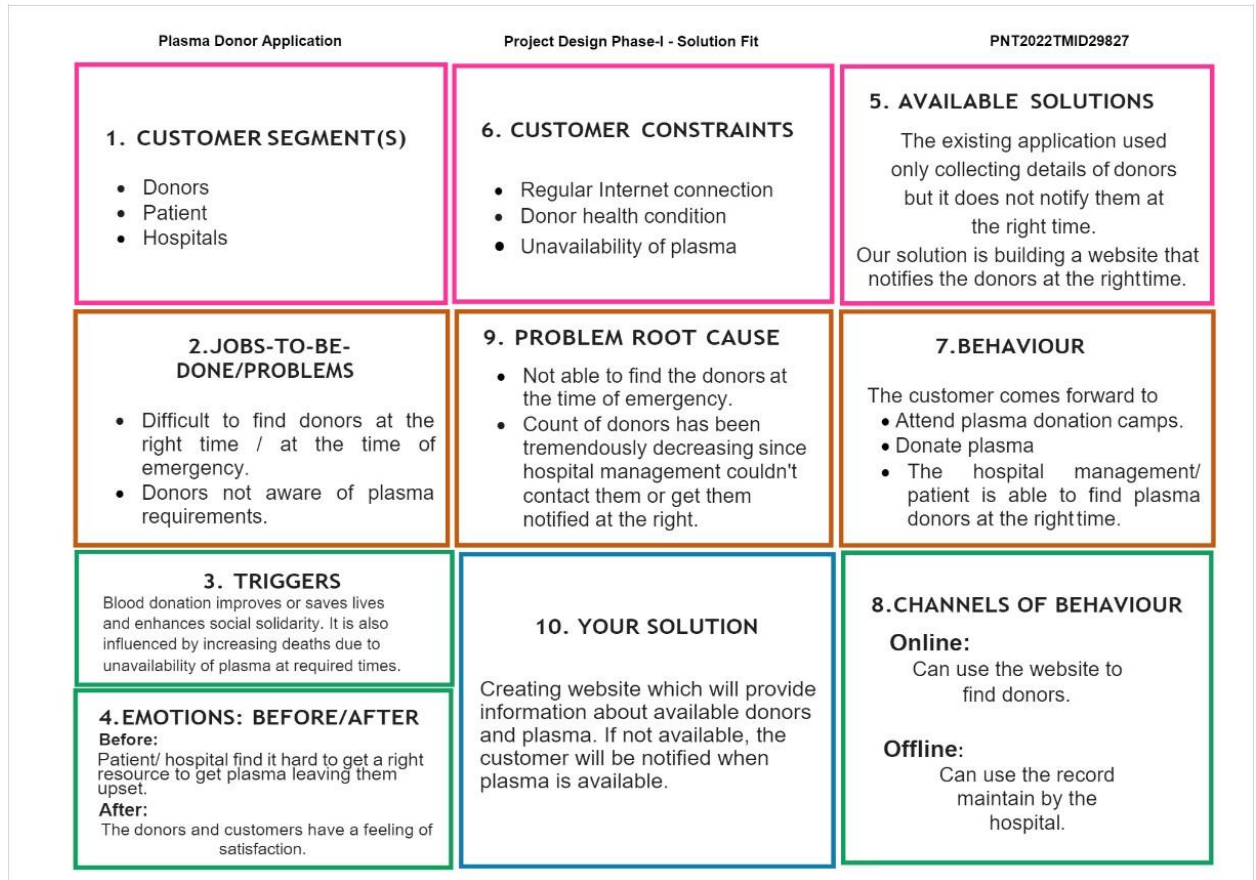 Plasma Donor Application
Project Design Phase-I - Solution Fit
PNT2022TMID29827
1. CUSTOMER SEGMENT(S)
• Donors
• Patient
• Hospitals
6. CUSTOMER CONSTRAINTS
• Regular Internet connection
• Donor health condition
• Unavailability of plasma
5. AVAILABLE SOLUTIONS
The existing application used
only collecting details of donors
but it does not notify them at
the right time.
Our solution is building a website that
notifies the donors at the righttime.
2.JOBS-TO-BE-
DONE/PROBLEMS
• Difficult to find donors at the
right time / at the time of
emergency.
• Donors not aware of plasma
requirements.
9. PROBLEM ROOT CAUSE
• Not able to find the donors at
the time of emergency.
• Count of donors has been
tremendously decreasing since
hospital management couldn't
contact them or get them
notified at the right.
7.BEHAVIOUR
The customer comes forward to
• Attend plasma donation camps.
• Donate plasma
• The hospital management/
patient is able to find plasma
donors at the righttime.
3. TRIGGERS
Blood donation improves or saves lives
and enhances social solidarity. It is also
influenced by increasing deaths due to
unavailability of plasma at required times.
4.EMOTIONS: BEFORE/AFTER
Before:
Patient/ hospital find it hard to get a right
resource to get plasma leaving them
upset.
After:
The donors and customers have a feeling of
satisfaction.
10. YOUR SOLUTION
Creating website which will provide
information about available donors
and plasma. If not available, the
customer will be notified when
plasma is available.
8.CHANNELS OF BEHAVIOUR
Online:
Can use the website to
find donors.
Offline:
Can use the record
maintain by the
hospital.